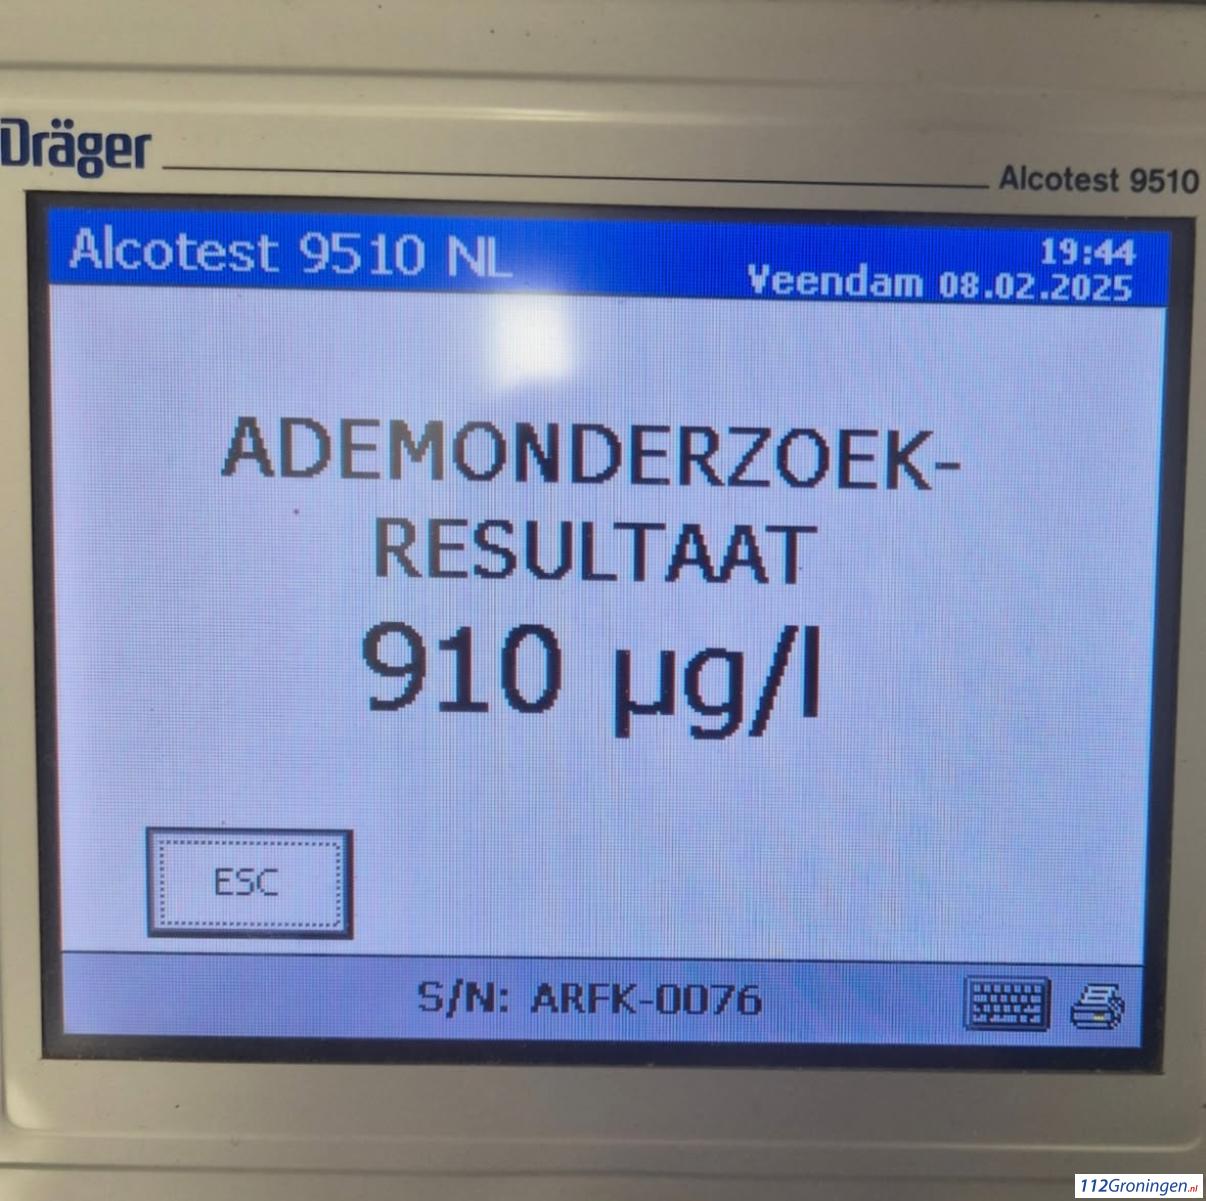 Dräger
Alcotest 9510
Alcotest 9510 NL
19:44
Veendam 08.02.2025
ADEMONDERZOEK-
RESULTAAT
910 µg/l
ESC
S/N: ARFK-0076
112Groningen.nl